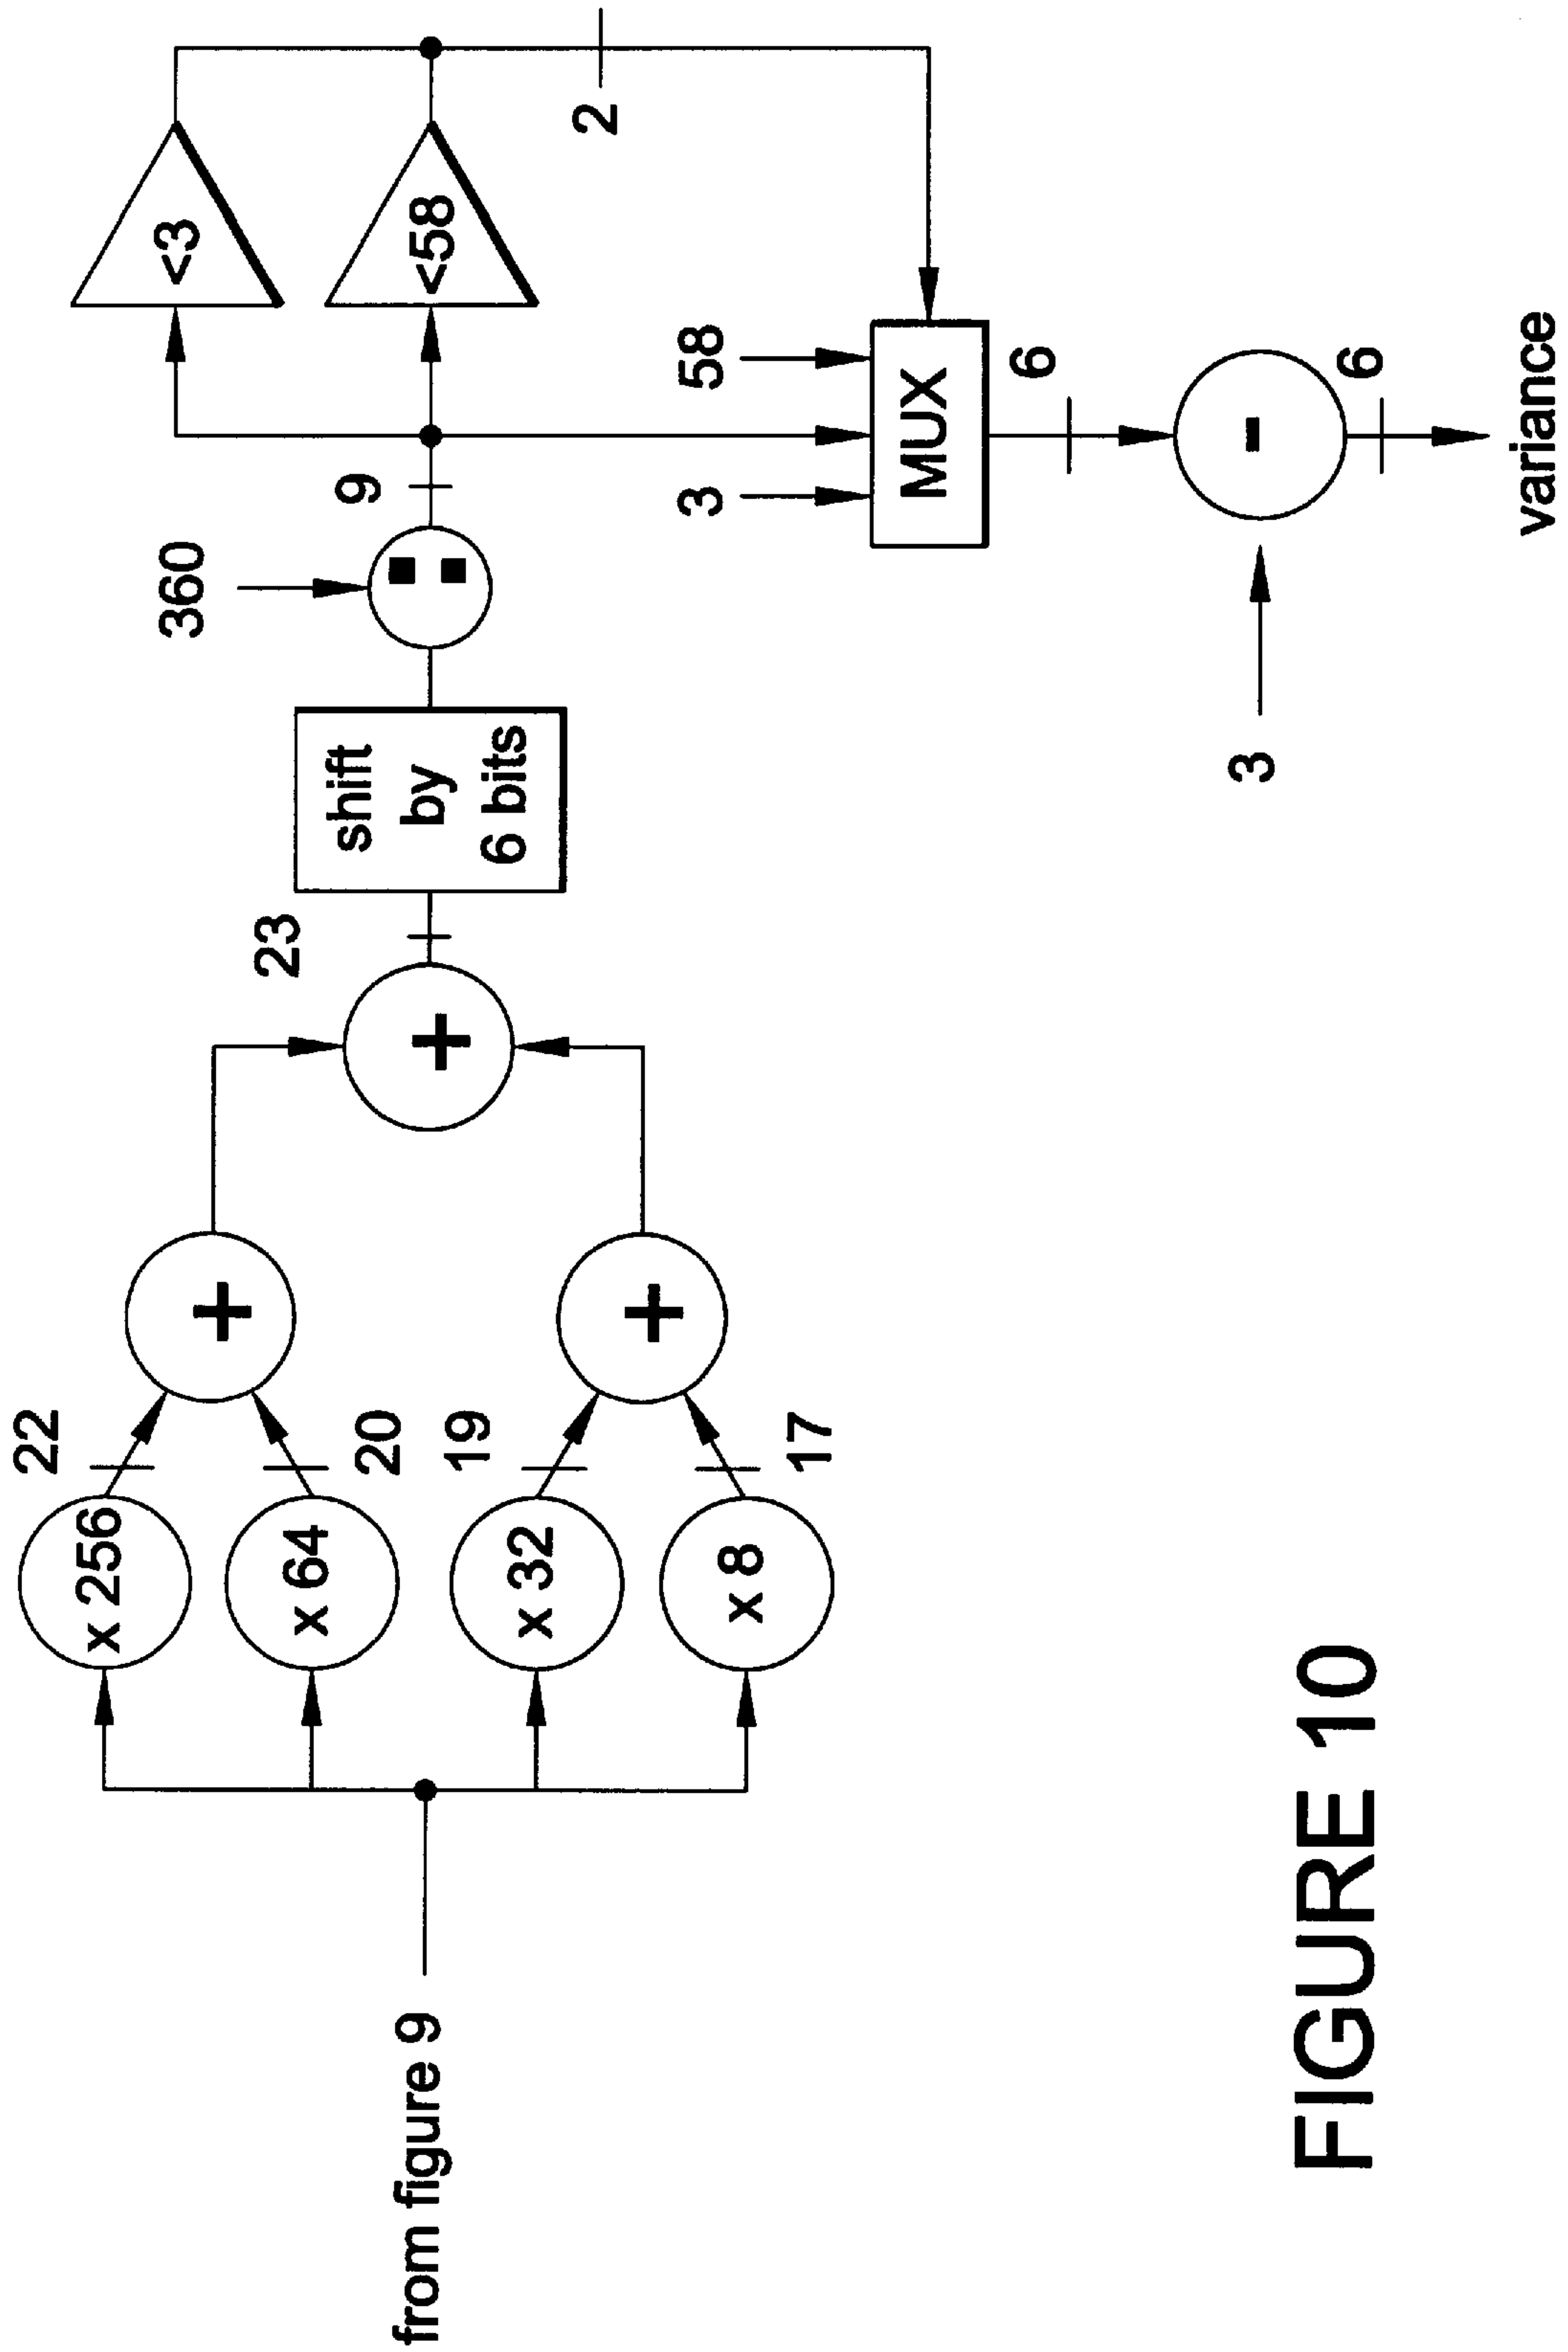 from figure 9
x 256
x 64
x 32
x 8
22
20
19
17
+
+
+
23
shift
by
6 bits
360
9
<3
<58
2
3
58
MUX
6
3
-
6
variance
FIGURE 10